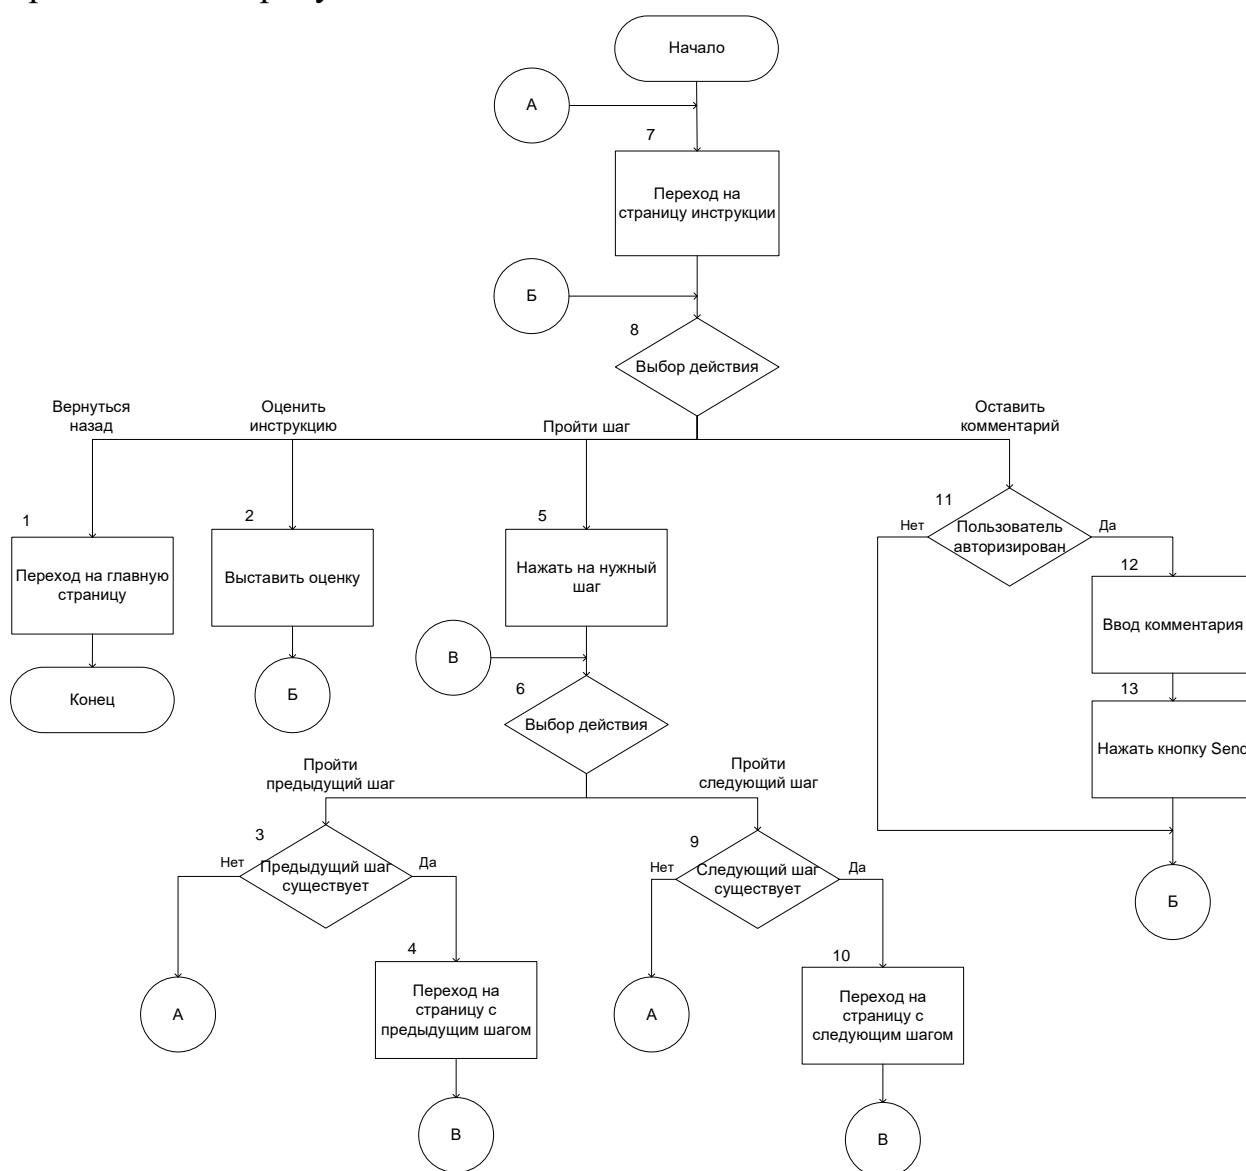 Начало
А
7
Переход на
страницу инструкции
Б
8
Выбор действия
Вернуться
назад
Оценить
инструкцию
Пройти шаг
Оставить
комментарий
1
Переход на главную
страницу
Конец
2
Выставить оценку
Б
5
Нажать на нужный
шаг
В
6
Выбор действия
11
Нет
Пользователь
авторизирован
Да
12
Ввод комментария
13
Нажать кнопку Send
Б
Пройти
предыдущий шаг
Пройти
следующий шаг
3
Нет
Предыдущий шаг
существует
Да
9
Нет
Следующий шаг
существует
Да
А
4
Переход на
страницу с
предыдущим шагом
В
А
10
Переход на
страницу с
следующим шагом
В